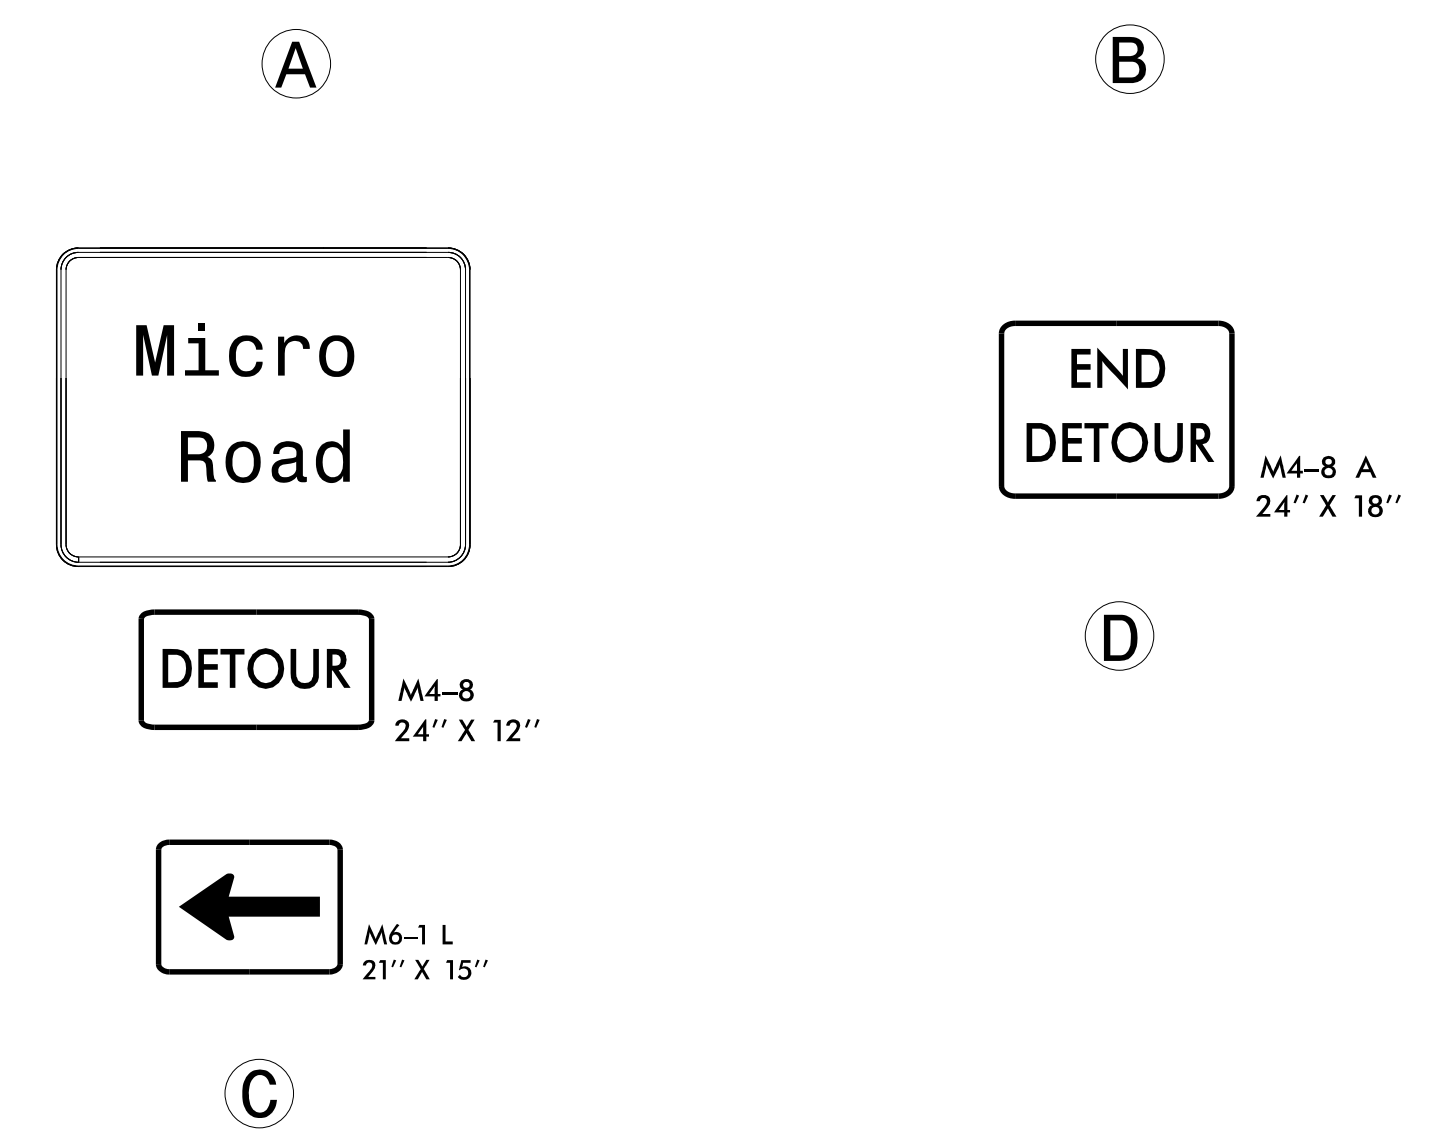 A
B
Micro
Road
END
DETOUR
M4–8 A
24’’ X 18’’
D
DETOUR
M4–8
24’’ X 12’’
M6–1 L
21’’ X 15’’
C